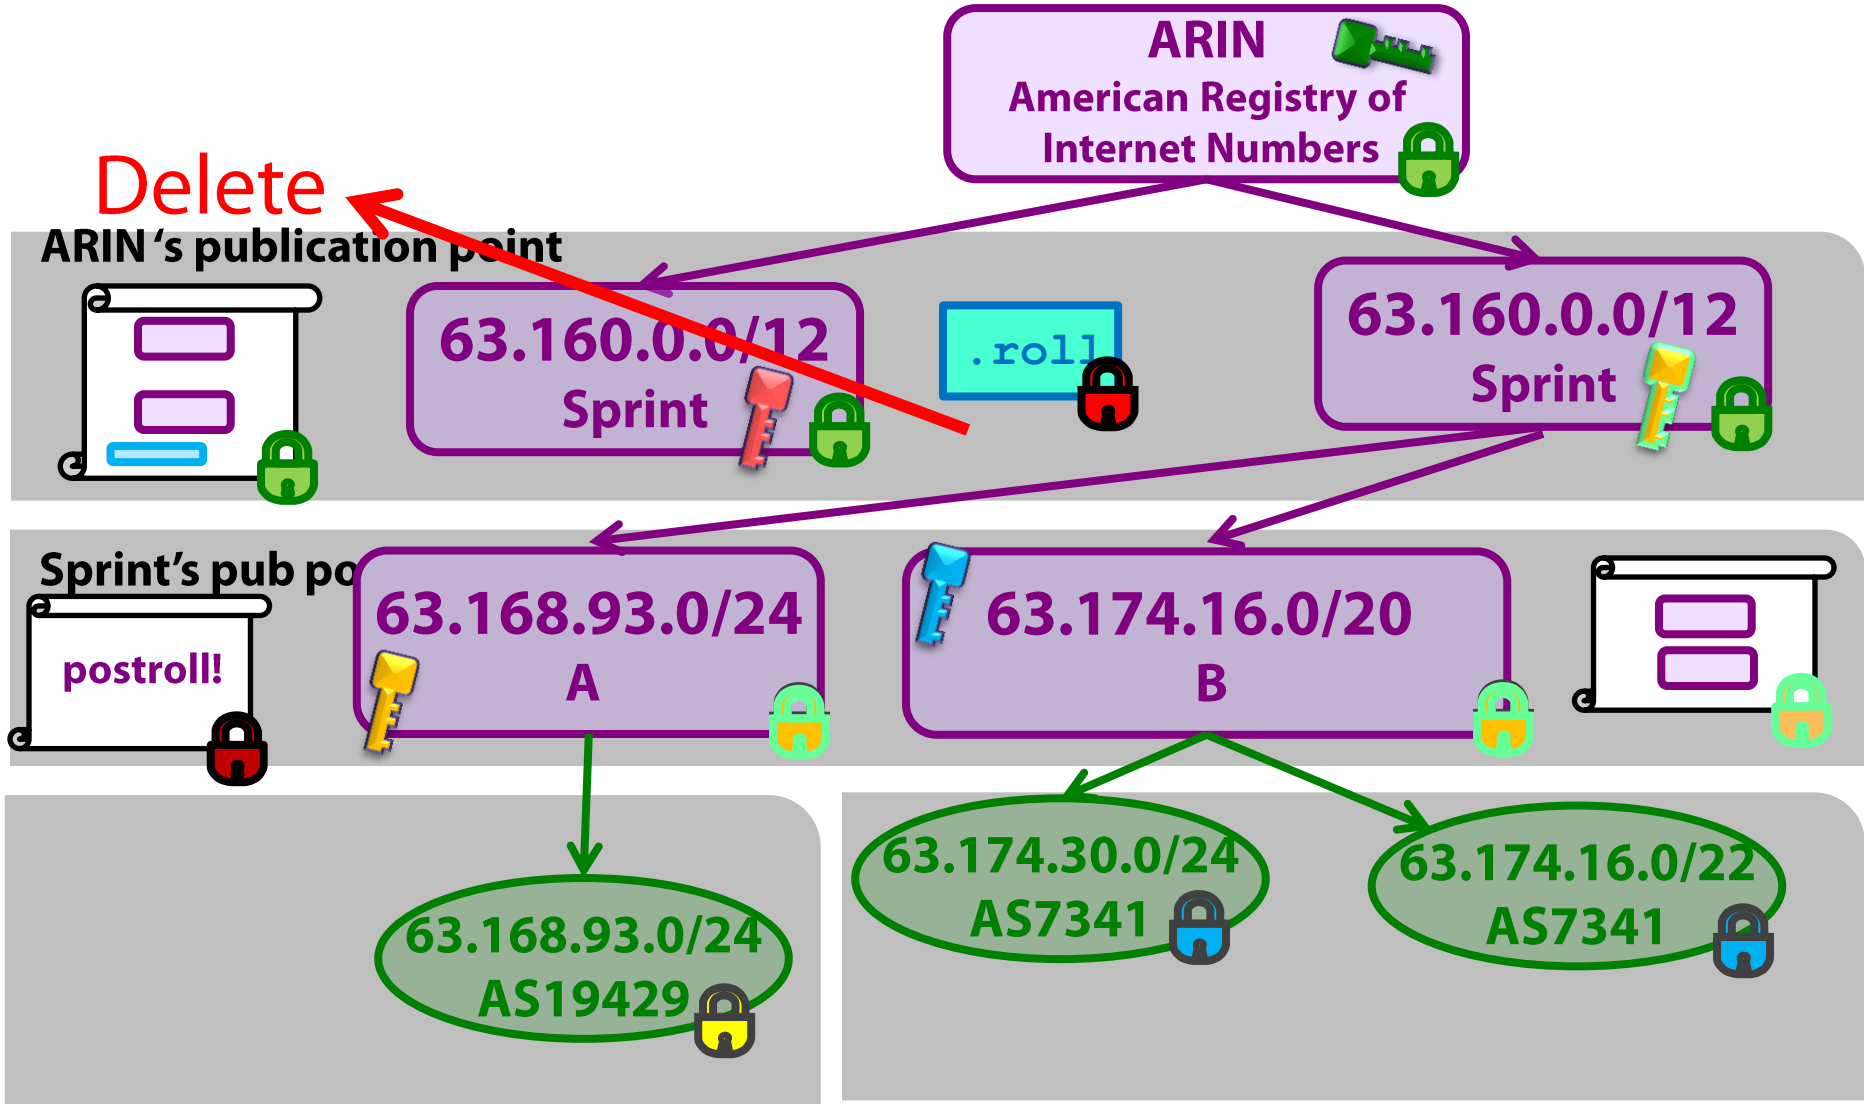 ARIN
American Registry of
Internet Numbers
Delete
ARIN ‘s publication point
63.160.0.0/12
Sprint
.roll
63.160.0.0/12
Sprint
Sprint’s pub po
postroll!
63.168.93.0/24
A
63.174.16.0/20
B
63.168.93.0/24
AS19429
63.174.30.0/24
AS7341
63.174.16.0/22
AS7341